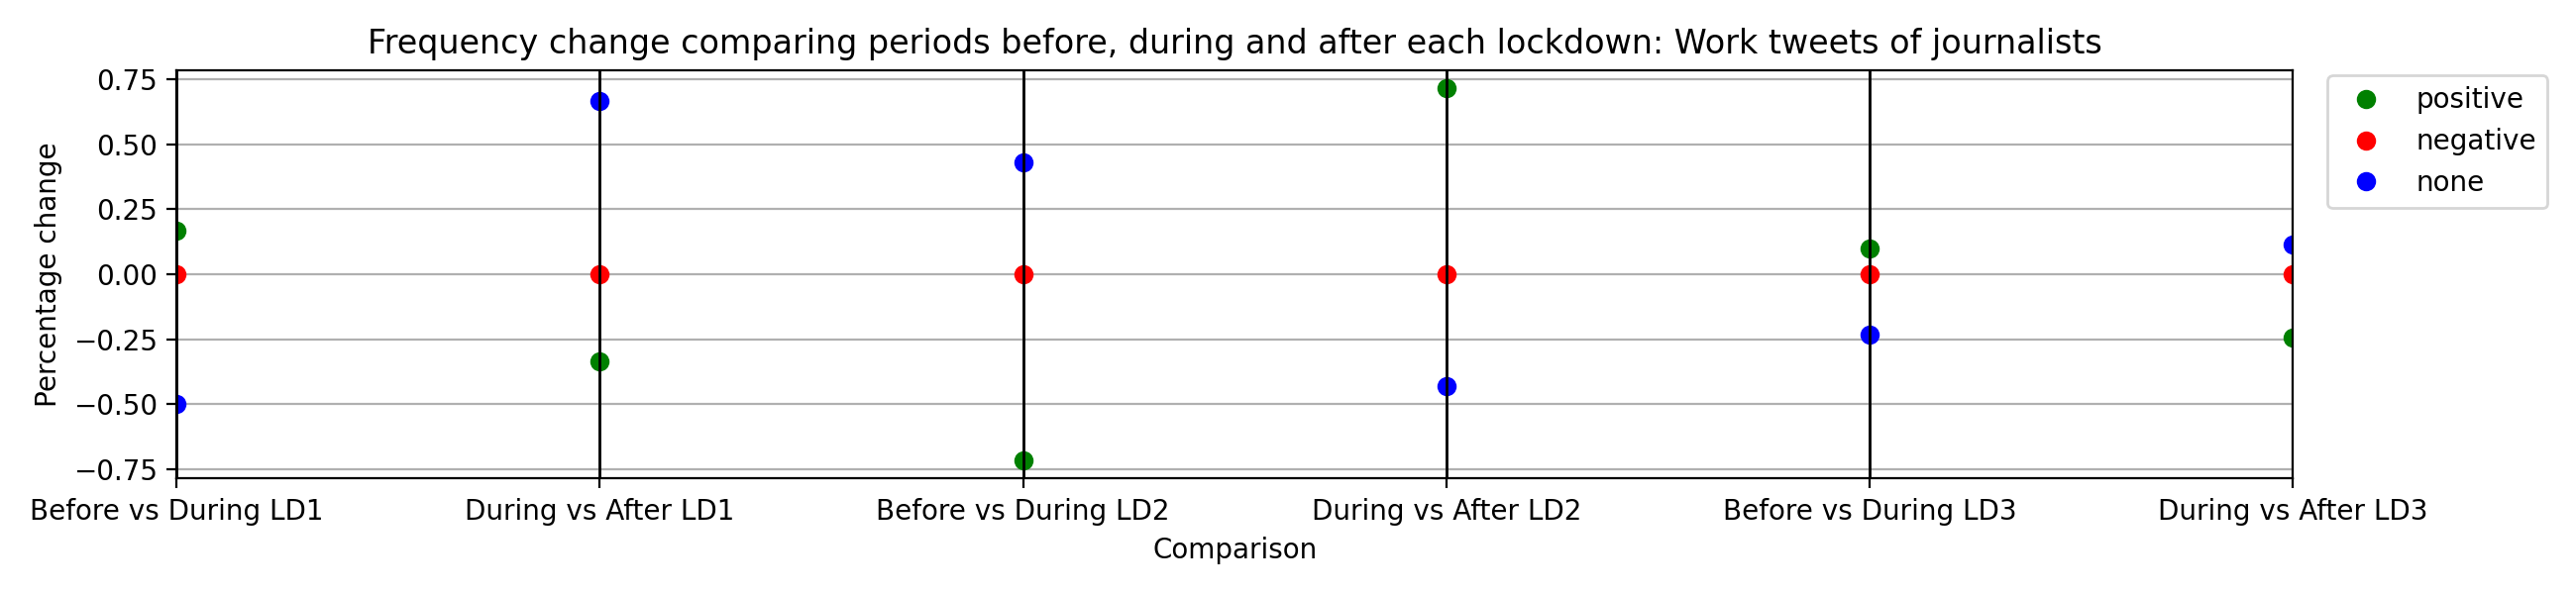 Frequency change comparing periods before, during and after each lockdown: Work tweets of journalists
0.75
0.50
0.25
0.00
−0.25
−0.50
−0.75
Percentage change
Before vs During LD1
During vs After LD1
Before vs During LD2
During vs After LD2
Before vs During LD3
During vs After LD3
Comparison
positive
negative
none